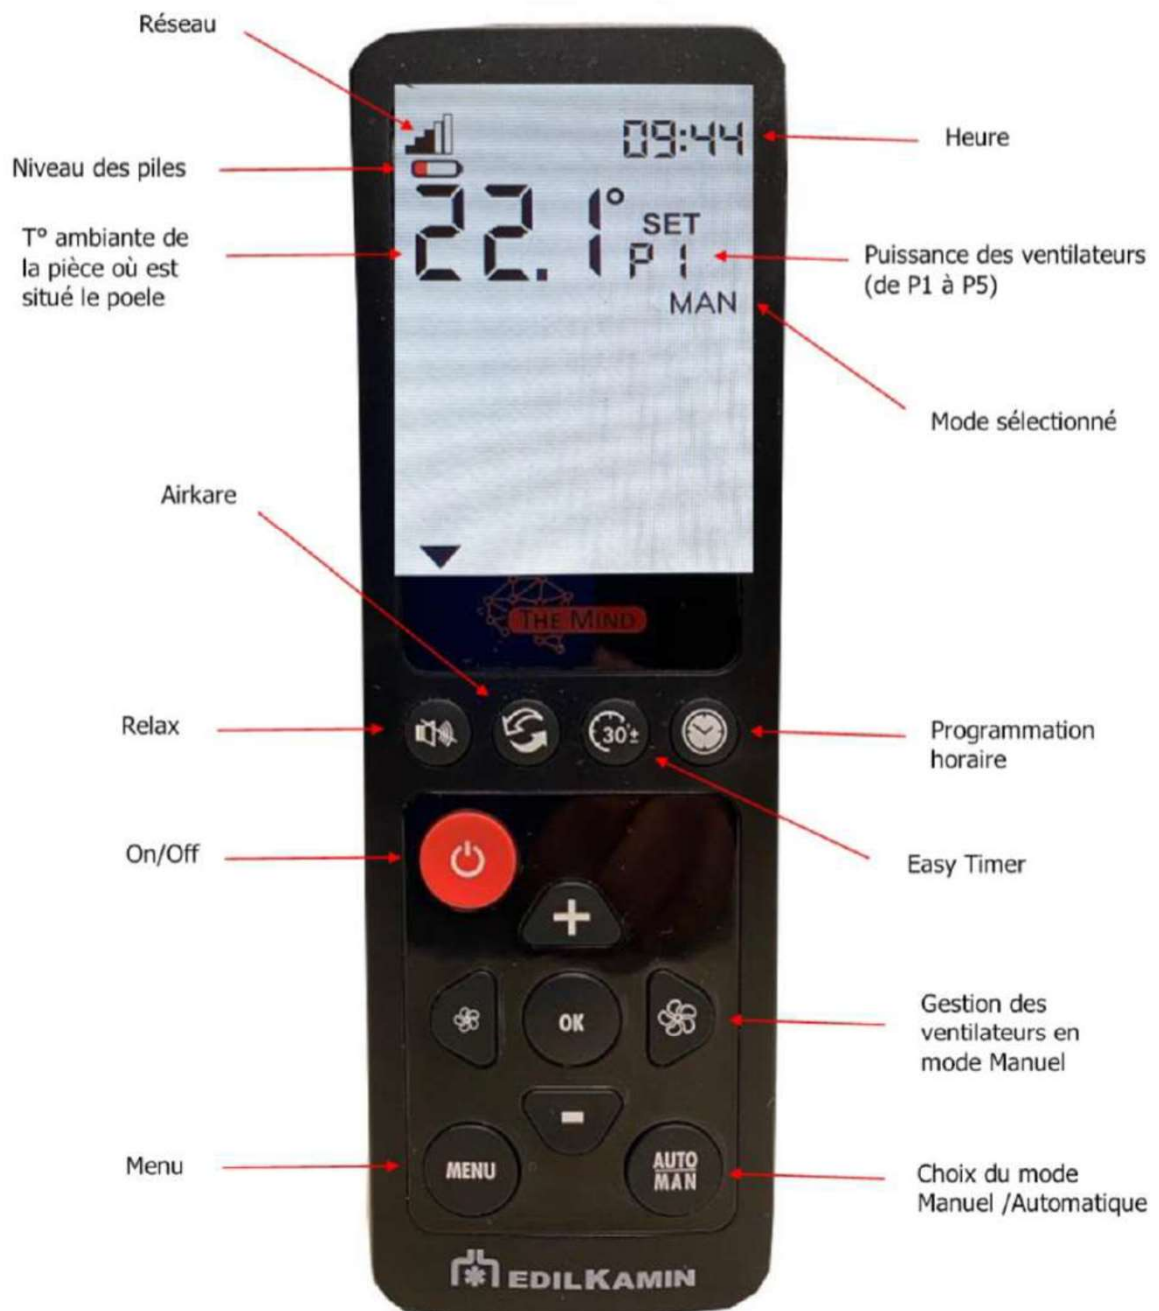 Réseau
09:44
Heure
Niveau des piles
22.1°
SET
T° ambiante de
la pièce où est
situé le poele
P1
Puissance des ventilateurs
(de P1 à P5)
MAN
Mode sélectionné
Airkare
THE MIND
Relax
30'±
Programmation
horaire
On/Off
Easy Timer
+
OK
Gestion des
ventilateurs en
mode Manuel
-
Menu
MENU
AUTO
MAN
Choix du mode
Manuel /Automatique
EDILKAMIN